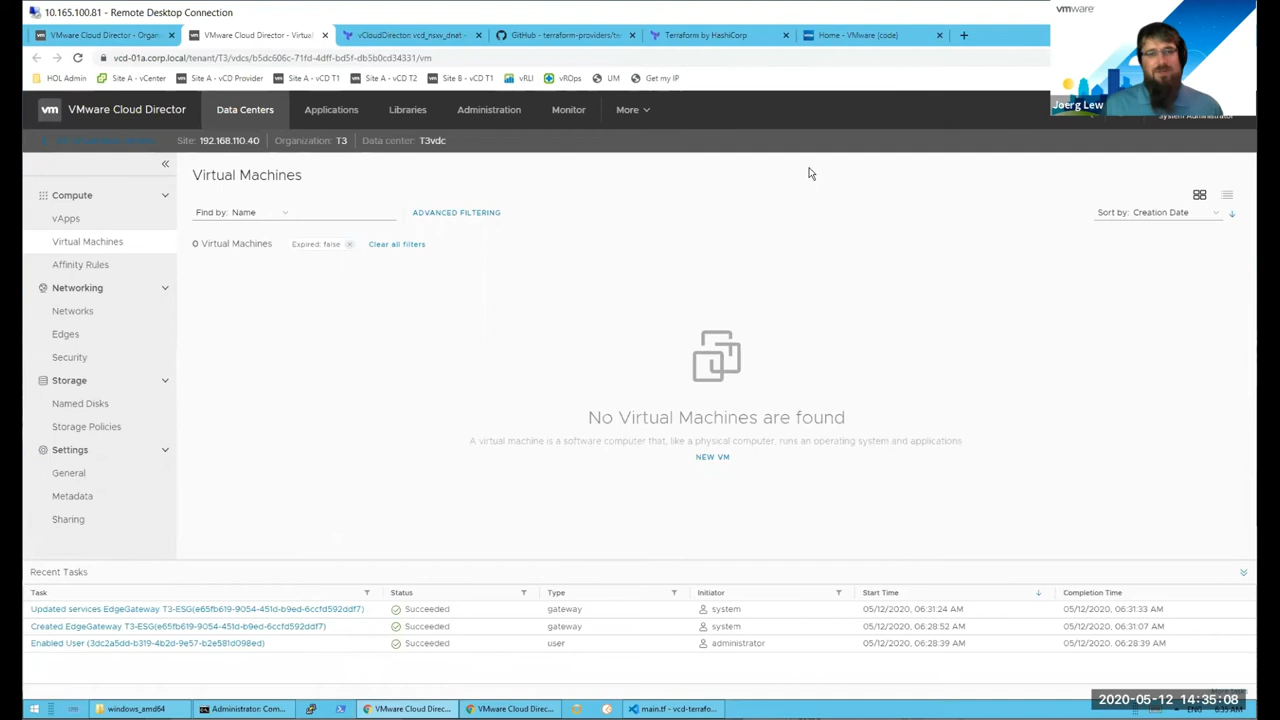 10.165.100.81 - Remote Desktop Connection
vmware
VMware Cloud Director - Organi
VMware Cloud Director - Virtual
vCloudDirector: vcd_nsxv_dnat -
GitHub - terraform-providers/ter
Terraform by HashiCorp
Home - VMware {code}
vcd-01a.corp.local/tenant/T3/vdcs/b5dc606c-71fd-4dff-bd5f-db5b0cd34331/vm
HOL Admin
Site A - vCenter
Site A - vCD Provider
Site A - vCD T1
Site A - vCD T2
Site B - vCD T1
vRLI
vROps
UM
Get my IP
Joerg Lew
vm VMware Cloud Director
Data Centers
Applications
Libraries
Administration
Monitor
More
System Administrator
Site: 192.168.110.40
Organization: T3
Data center: T3vdc
Compute
vApps
Virtual Machines
Affinity Rules
Networking
Networks
Edges
Security
Storage
Named Disks
Storage Policies
Settings
General
Metadata
Sharing
Virtual Machines
Find by: Name
ADVANCED FILTERING
Sort by: Creation Date
0 Virtual Machines
Expired: false
Clear all filters
No Virtual Machines are found
A virtual machine is a software computer that, like a physical computer, runs an operating system and applications.
NEW VM
Recent Tasks
Task Status Type Initiator Start Time Completion Time
Updated services EdgeGateway T3-ESG(e65fb619-9054-451d-b9ed-6ccfd592ddf7) Succeeded gateway system 05/12/2020, 06:31:24 AM 05/12/2020, 06:31:33 AM
Created EdgeGateway T3-ESG(e65fb619-9054-451d-b9ed-6ccfd592ddf7) Succeeded gateway system 05/12/2020, 06:28:52 AM 05/12/2020, 06:31:07 AM
Enabled User (3dc2a5dd-b319-4b2d-9e57-b2e581d098ed) Succeeded user administrator 05/12/2020, 06:28:39 AM 05/12/2020, 06:28:39 AM
windows_amd64
Administrator: Com...
VMware Cloud Direc...
VMware Cloud Direc...
main.tf - vcd-terrafo...
2020-05-12 14:35:08